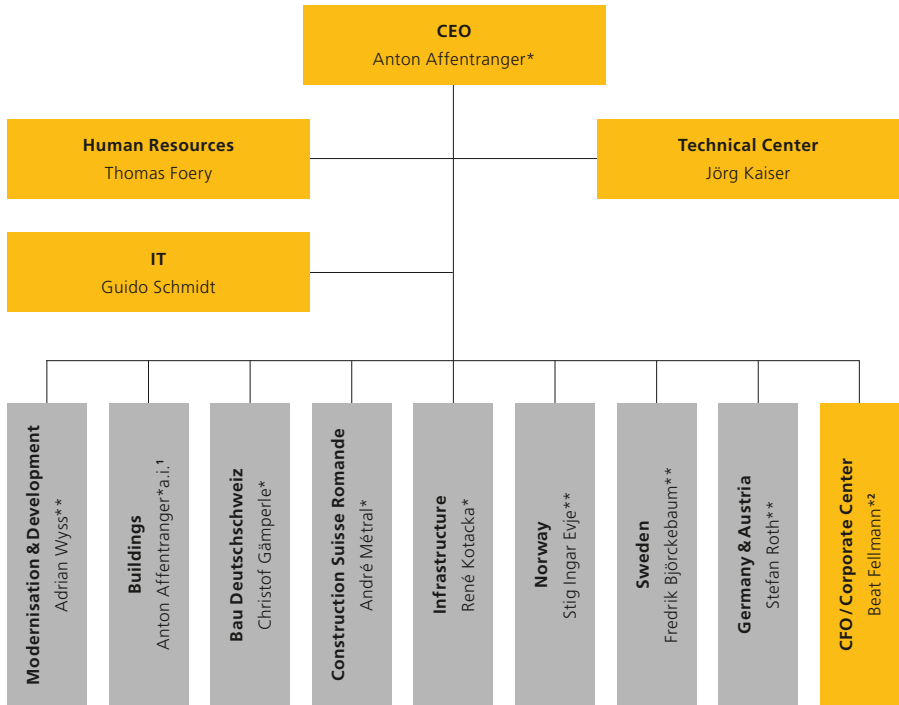 CEO
Anton Affentranger*
Human Resources
Thomas Foery
Technical Center
Jörg Kaiser
IT
Guido Schmidt
Modernisation & Development
Adrian Wyss**
Buildings
Anton Affentranger*a.i.¹
Bau Deutschschweiz
Christof Gämperle*
Construction Suisse Romande
André Métral*
Infrastructure
René Kotacka*
Norway
Stig Ingar Evje**
Sweden
Fredrik Björckebaum**
Germany & Austria
Stefan Roth**
CFO / Corporate Center
Beat Fellmann*²